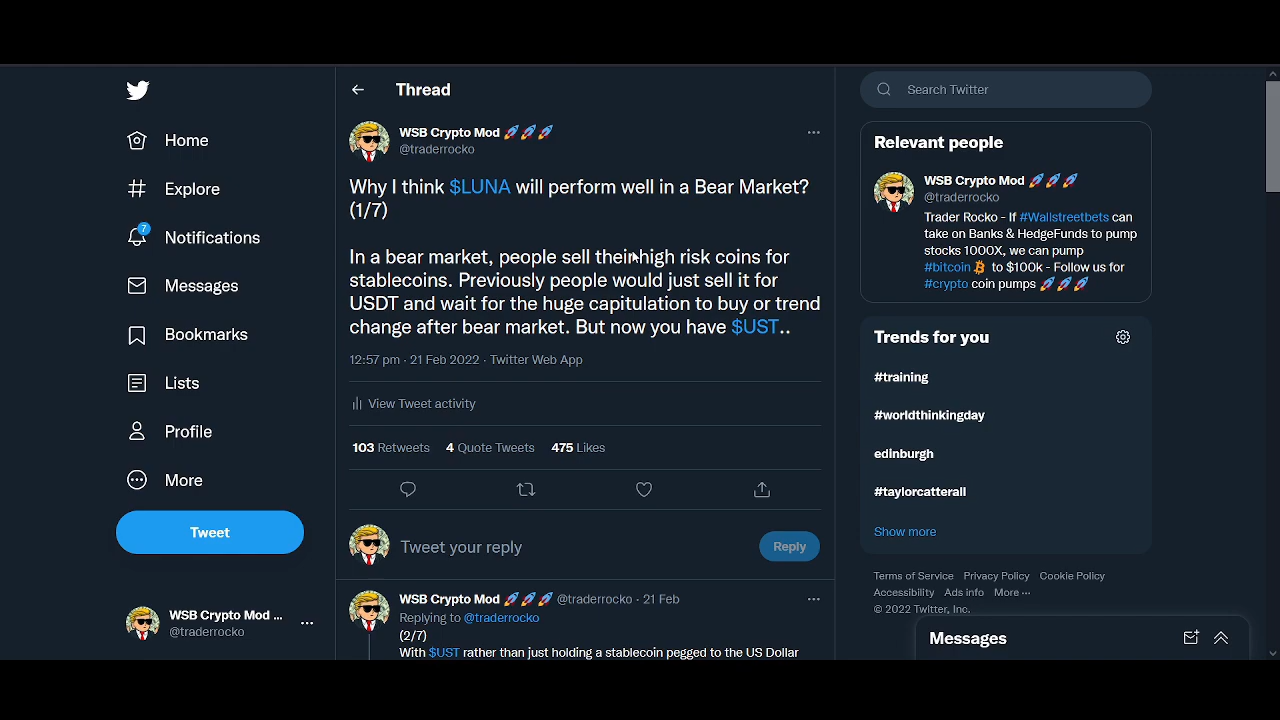 Home
Explore
7
Notifications
Messages
Bookmarks
Lists
Profile
More
Tweet
WSB Crypto Mod ...
@traderrocko
Thread
WSB Crypto Mod 🚀🚀🚀
@traderrocko
Why I think $LUNA will perform well in a Bear Market?
(1/7)
In a bear market, people sell their high risk coins for
stablecoins. Previously people would just sell it for
USDT and wait for the huge capitulation to buy or trend
change after bear market. But now you have $UST..
12:57 pm · 21 Feb 2022 · Twitter Web App
View Tweet activity
103 Retweets 4 Quote Tweets 475 Likes
Tweet your reply
Reply
WSB Crypto Mod 🚀🚀🚀 @traderrocko · 21 Feb
Replying to @traderrocko
(2/7)
With $UST rather than just holding a stablecoin pegged to the US Dollar
Search Twitter
Relevant people
WSB Crypto Mod 🚀🚀🚀
@traderrocko
Trader Rocko - If #Wallstreetbets can
take on Banks & HedgeFunds to pump
stocks 1000X, we can pump
#bitcoin to $100k - Follow us for
#crypto coin pumps 🚀🚀🚀
Trends for you
#training
#worldthinkingday
edinburgh
#taylorcatterall
Show more
Terms of Service Privacy Policy Cookie Policy
Accessibility Ads info More ···
© 2022 Twitter, Inc.
Messages